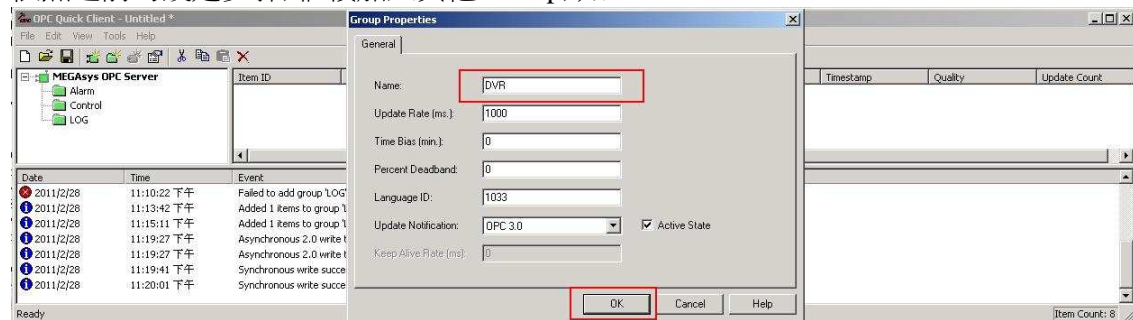 OPC Quick Client - Untitled *
File Edit View Tools Help
MEGAsys OPC Server
Alarm
Control
LOG
Item ID
Timestamp Quality Update Count
Group Properties
General
Name: DVR
Update Rate (ms.): 1000
Time Bias (min.): 0
Percent Deadband: 0
Language ID: 1033
Update Notification: OPC 3.0 Active State
Keep Alive Rate (ms): 0
OK Cancel Help
Date Time Event
2011/2/28 11:10:22 下午 Failed to add group 'LOG'
2011/2/28 11:13:42 下午 Added 1 items to group
2011/2/28 11:15:11 下午 Added 1 items to group
2011/2/28 11:19:27 下午 Asynchronous 2.0 write
2011/2/28 11:19:27 下午 Asynchronous 2.0 write
2011/2/28 11:19:41 下午 Synchronous write succe
2011/2/28 11:20:01 下午 Synchronous write succe
Ready
Item Count: 8